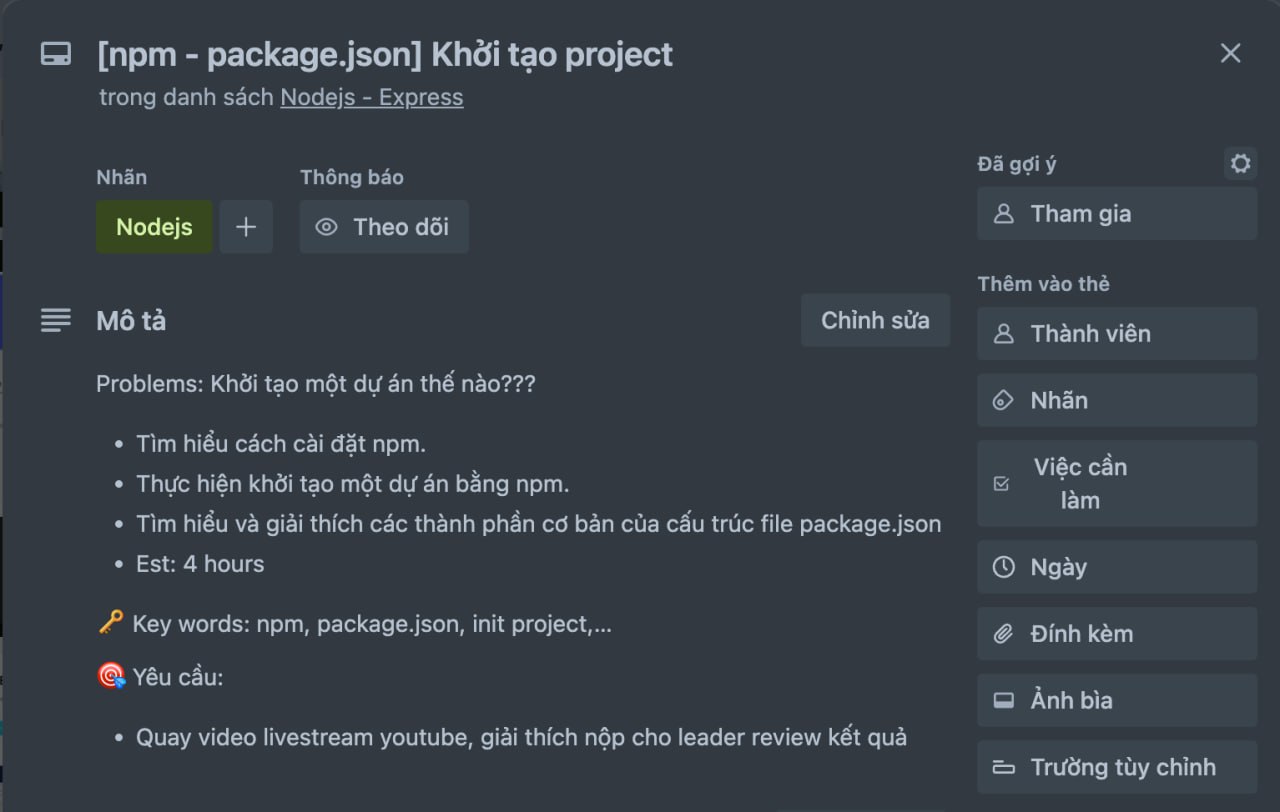 [npm - package.json] Khởi tạo project
trong danh sách Nodejs - Express
Nhãn
Thông báo
Nodejs
Theo dõi
Mô tả
Chỉnh sửa
Problems: Khởi tạo một dự án thế nào???
• Tìm hiểu cách cài đặt npm.
• Thực hiện khởi tạo một dự án bằng npm.
• Tìm hiểu và giải thích các thành phần cơ bản của cấu trúc file package.json
• Est: 4 hours
🔑 Key words: npm, package.json, init project,...
🎯 Yêu cầu:
• Quay video livestream youtube, giải thích nộp cho leader review kết quả
Đã gợi ý
Tham gia
Thêm vào thẻ
Thành viên
Nhãn
Việc cần
làm
Ngày
Đính kèm
Ảnh bìa
Trường tùy chỉnh